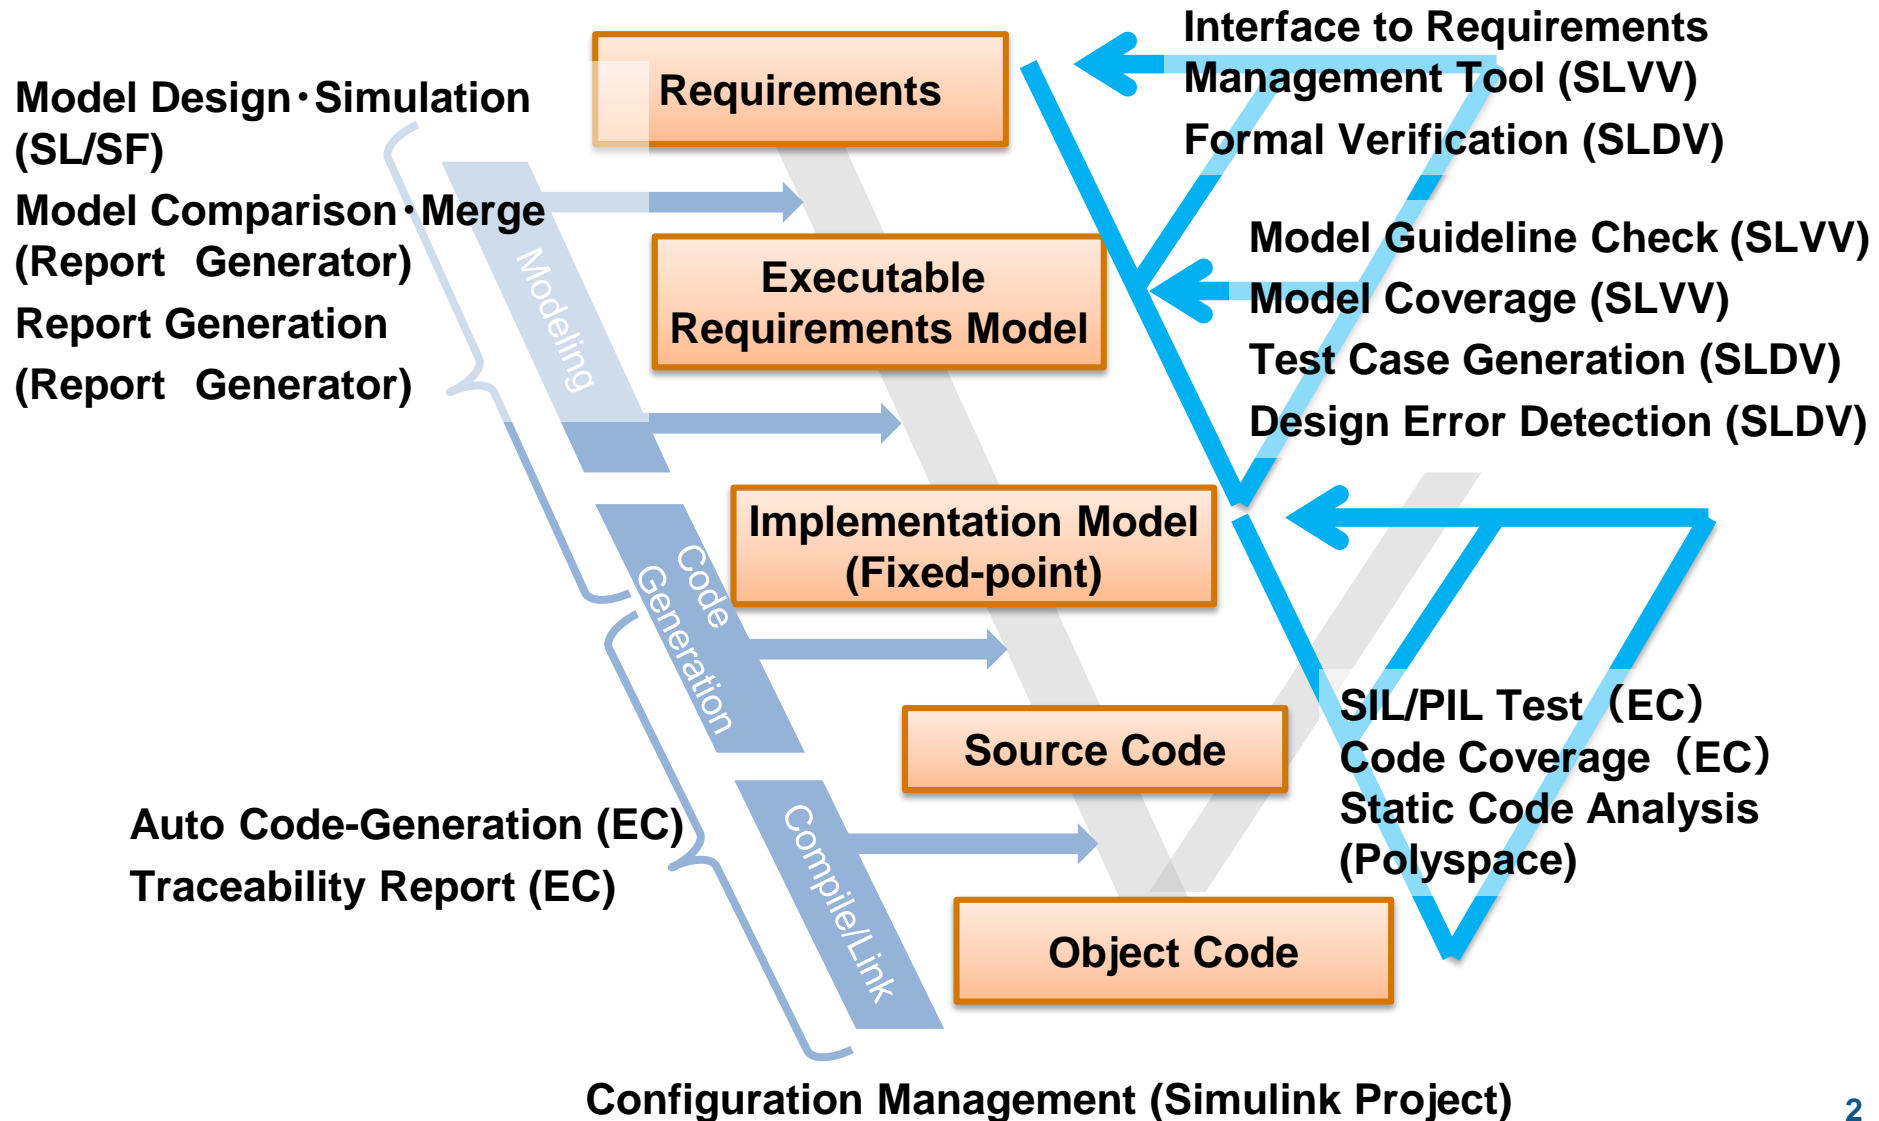 Interface to Requirements
Management Tool (SLVV)
Formal Verification (SLDV)
Requirements
Model Design・Simulation
(SL/SF)
Model Comparison・Merge
(Report Generator)
Report Generation
(Report Generator)
Modeling
Executable
Requirements Model
Model Guideline Check (SLVV)
Model Coverage (SLVV)
Test Case Generation (SLDV)
Design Error Detection (SLDV)
Implementation Model
(Fixed-point)
Code
Generation
Source Code
SIL/PIL Test（EC）
Code Coverage（EC）
Static Code Analysis
(Polyspace)
Auto Code-Generation (EC)
Traceability Report (EC)
Compile/Link
Object Code
Configuration Management (Simulink Project)
2